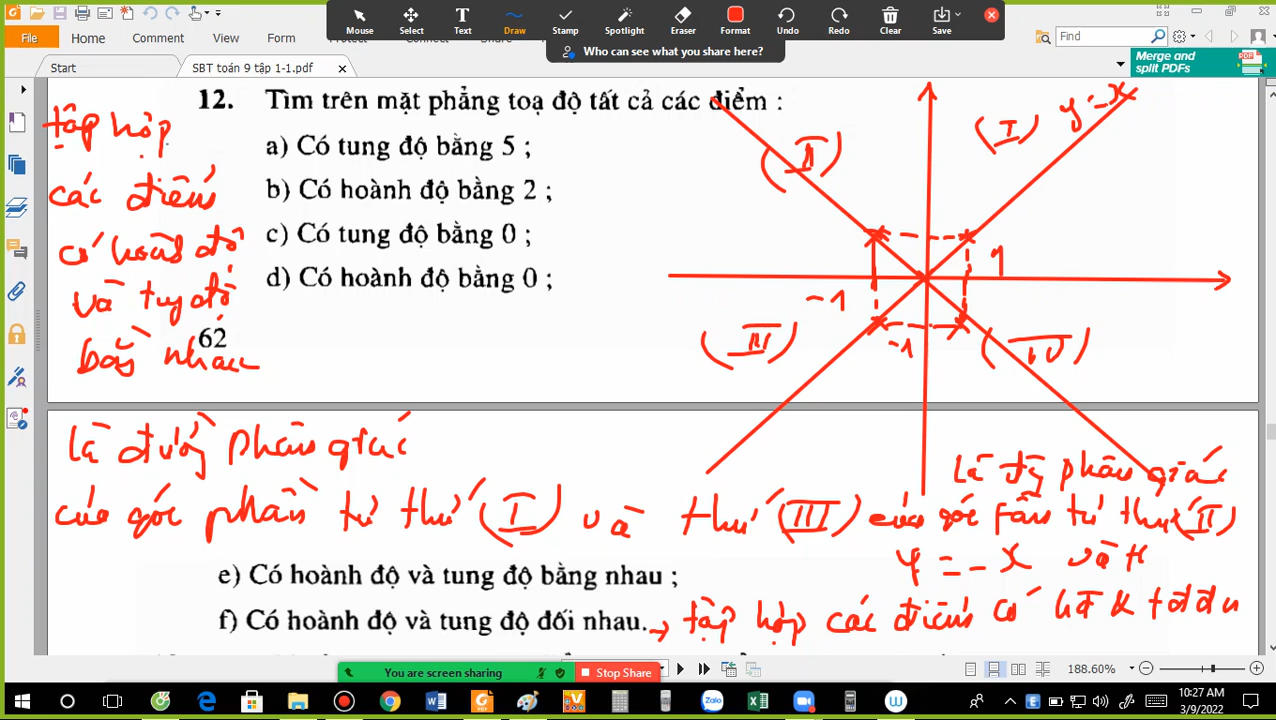 Mouse Select Text Draw Stamp Spotlight Eraser Format Undo Redo Clear Save
Who can see what you share here?
File Home Comment View Form
Find
Start SBT toán 9 tập 1-1.pdf
Merge and
split PDFs
12. Tìm trên mặt phẳng toạ độ tất cả các điểm :
a) Có tung độ bằng 5 ;
b) Có hoành độ bằng 2 ;
c) Có tung độ bằng 0 ;
d) Có hoành độ bằng 0 ;
62
tập hợp
các điểm
có hoành độ
và tung độ
bằng nhau
(II)
(I)
y = x
1
-1
(III)
-1
(IV)
là đường phân giác
của góc phần tư thứ (I) và thứ (III)
là đg phân giác
của góc fần tư thứ (II)
y = - x và
e) Có hoành độ và tung độ bằng nhau ;
f) Có hoành độ và tung độ đối nhau.
→ tập hợp các điểm có hđ & tđ đn
You are screen sharing Stop Share
188.60%
10:27 AM
3/9/2022